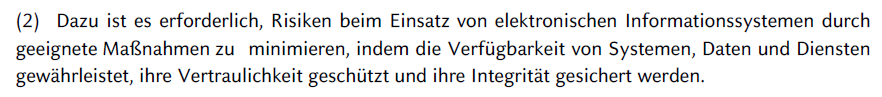 (2) Dazu ist es erforderlich, Risiken beim Einsatz von elektronischen Informationssystemen durch
geeignete Maßnahmen zu minimieren, indem die Verfügbarkeit von Systemen, Daten und Diensten
gewährleistet, ihre Vertraulichkeit geschützt und ihre Integrität gesichert werden.